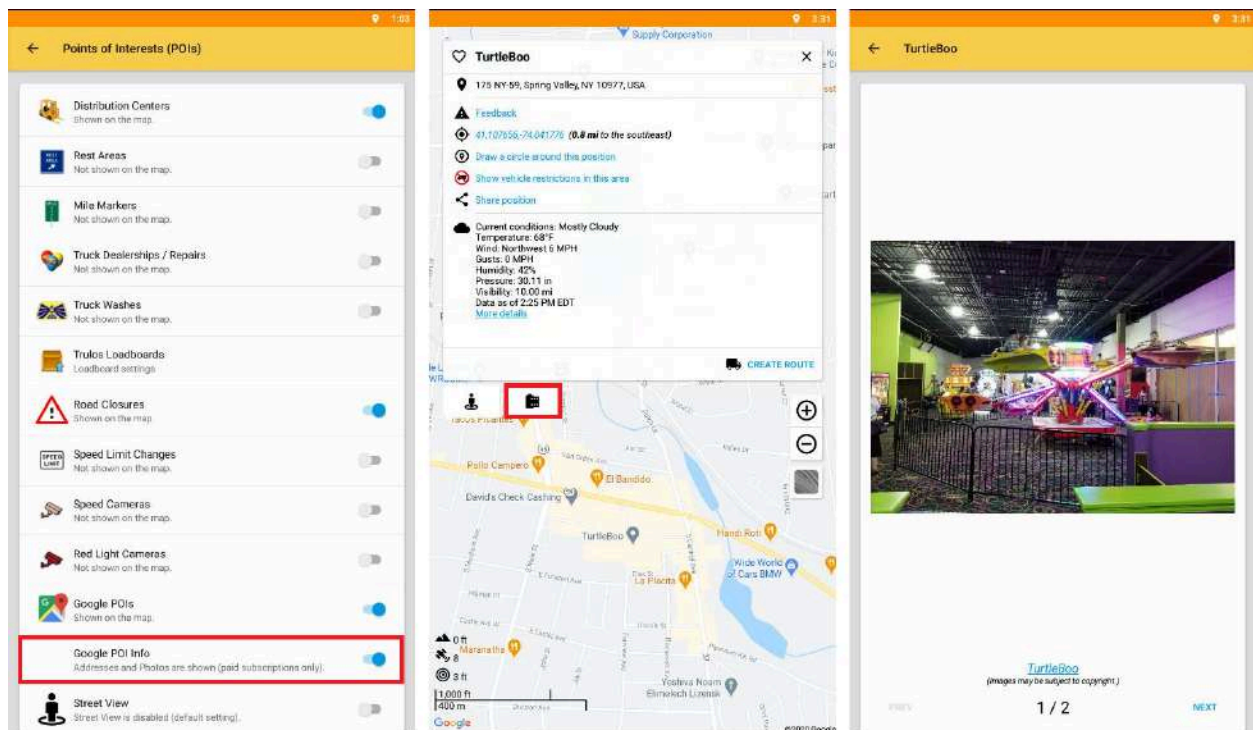 1:03
Points of Interests (POIs)
Distribution Centers
Shown on the map.
Rest Areas
Not shown on the map.
Mile Markers
Not shown on the map.
Truck Dealerships / Repairs
Not shown on the map.
Truck Washes
Not shown on the map.
Trulos Loadboards
Loadboard settings
Road Closures
Shown on the map
SPEED
LIMIT
Speed Limit Changes
Not shown on the map.
Speed Cameras
Not shown on the map.
Red Light Cameras
Not shown on the map.
Google POIs
Shown on the map.
Google POI Info
Addresses and Photos are shown (paid subscriptions only).
Street View
Street View is disabled (default setting).
3:31
Supply Corporation
TurtleBoo
175 NY-59, Spring Valley, NY 10977, USA
Feedback
41.107656,-74.041776 (0.8 mi to the southeast)
Draw a circle around this position
Show vehicle restrictions in this area
Share position
Current conditions: Mostly Cloudy
Temperature: 68°F
Wind: Northwest 6 MPH
Gusts: 0 MPH
Humidity: 42%
Pressure: 30.11 in
Visibility: 10.00 mi
Data as of 2:25 PM EDT
More details
CREATE ROUTE
Tacos Picantes
Pollo Campero
El Bandido
David's Check Cashing
TurtleBoo
Handi Roti
Wide World
of Cars BMW
La Placita
Maranatha
0 ft
8
3 ft
Yeshiva Noam
Elimelech Lizensk
1,000 ft
400 m
Google
©2020 Google
3:31
TurtleBoo
TurtleBoo
(Images may be subject to copyright.)
PREV
1 / 2
NEXT